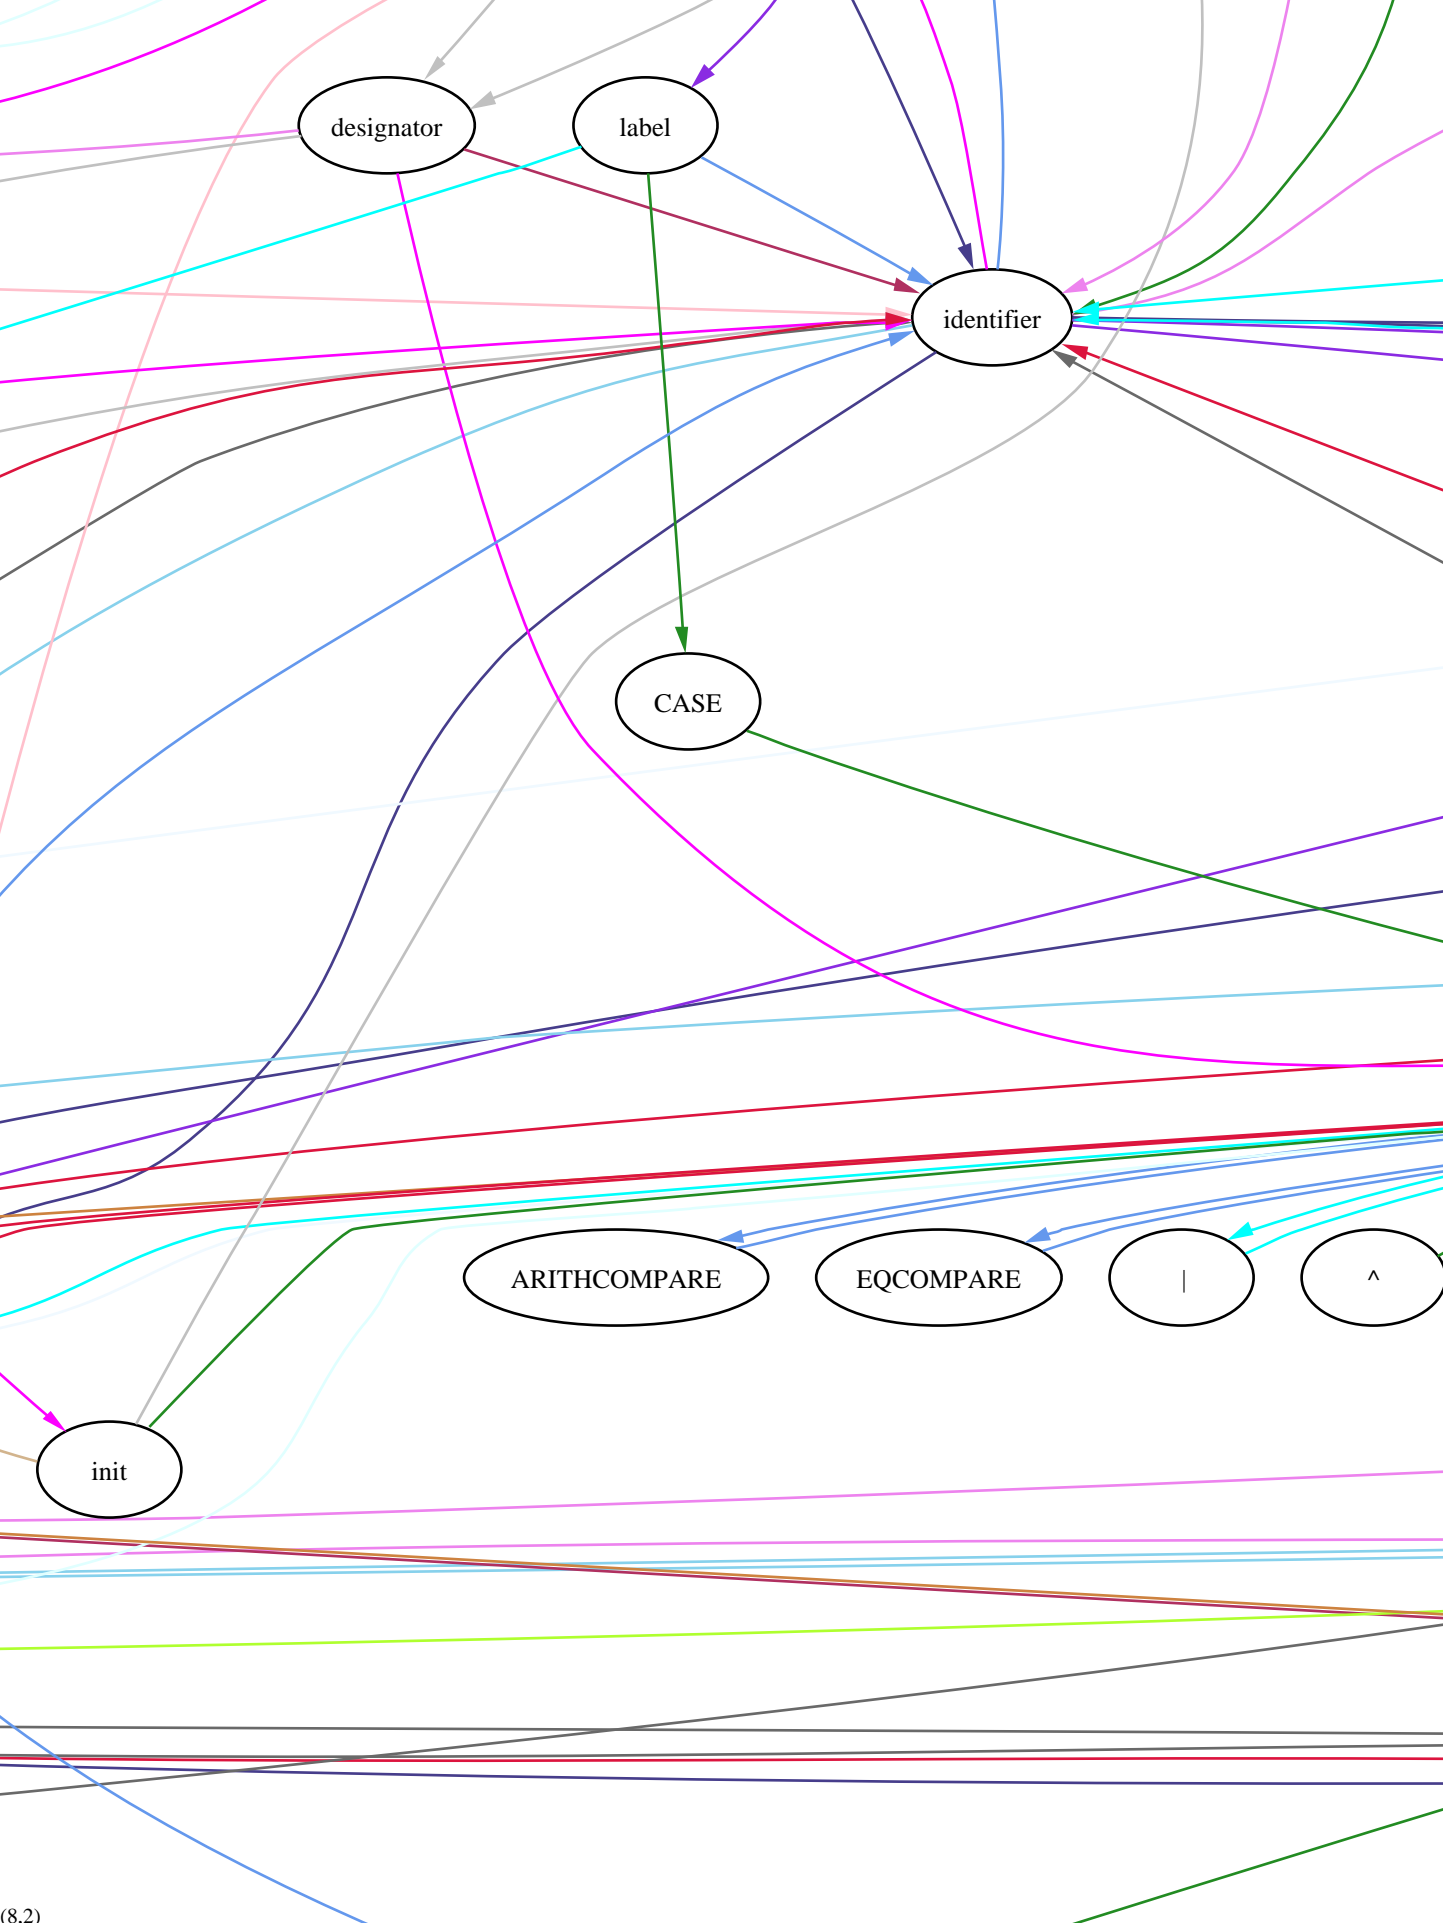 designator
label
identifier
CASE
ARITHCOMPARE
EQCOMPARE
|
^
init
(8,2)